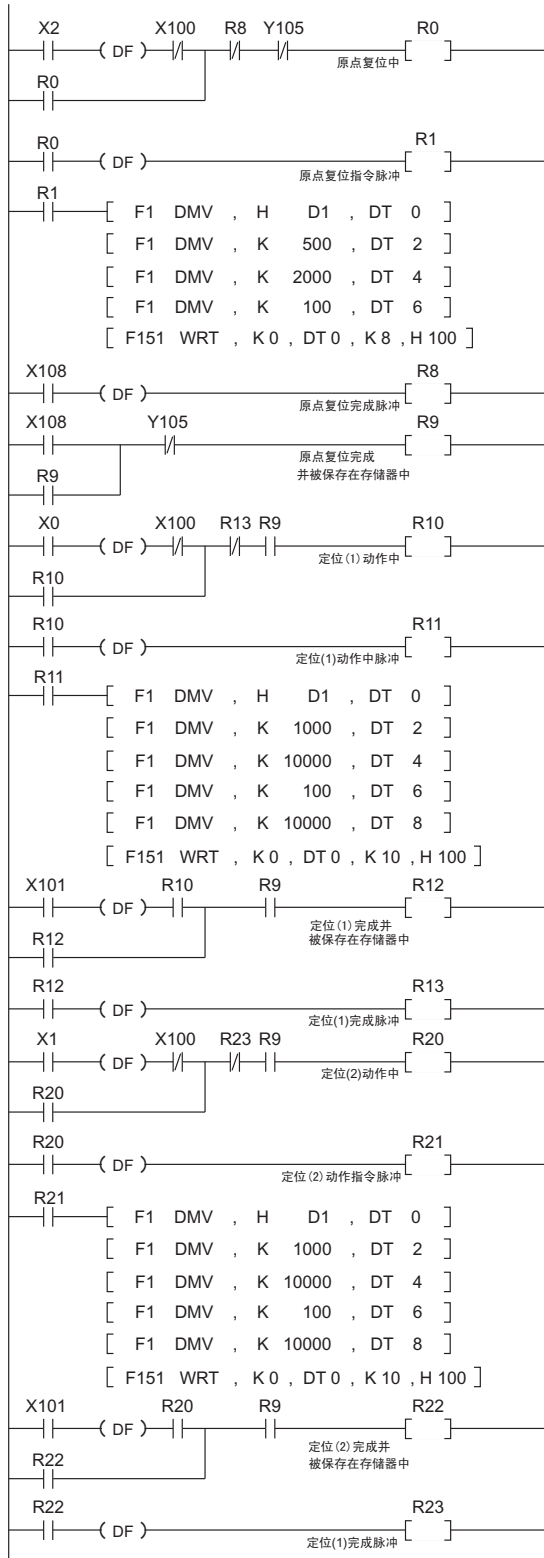 X2 X100 R8 Y105 R0
( DF )
原点复位中
R0
R0 R1
( DF )
原点复位指令脉冲
R1
[ F1 DMV , H D1 , DT 0 ]
[ F1 DMV , K 500 , DT 2 ]
[ F1 DMV , K 2000 , DT 4 ]
[ F1 DMV , K 100 , DT 6 ]
[ F151 WRT , K 0 , DT 0 , K 8 , H 100 ]
X108 R8
( DF )
原点复位完成脉冲
X108 Y105 R9
原点复位完成
并被保存在存储器中
R9
X0 X100 R13 R9 R10
( DF )
定位(1)动作中
R10
R10 R11
( DF )
定位(1)动作中脉冲
R11
[ F1 DMV , H D1 , DT 0 ]
[ F1 DMV , K 1000 , DT 2 ]
[ F1 DMV , K 10000 , DT 4 ]
[ F1 DMV , K 100 , DT 6 ]
[ F1 DMV , K 10000 , DT 8 ]
[ F151 WRT , K 0 , DT 0 , K 10 , H 100 ]
X101 R10 R9 R12
( DF )
定位(1)完成并
被保存在存储器中
R12
R12 R13
( DF )
定位(1)完成脉冲
X1 X100 R23 R9 R20
( DF )
定位(2)动作中
R20
R20 R21
( DF )
定位(2)动作指令脉冲
R21
[ F1 DMV , H D1 , DT 0 ]
[ F1 DMV , K 1000 , DT 2 ]
[ F1 DMV , K 10000 , DT 4 ]
[ F1 DMV , K 100 , DT 6 ]
[ F1 DMV , K 10000 , DT 8 ]
[ F151 WRT , K 0 , DT 0 , K 10 , H 100 ]
X101 R20 R9 R22
( DF )
定位(2)完成并
被保存在存储器中
R22
R22 R23
( DF )
定位(1)完成脉冲